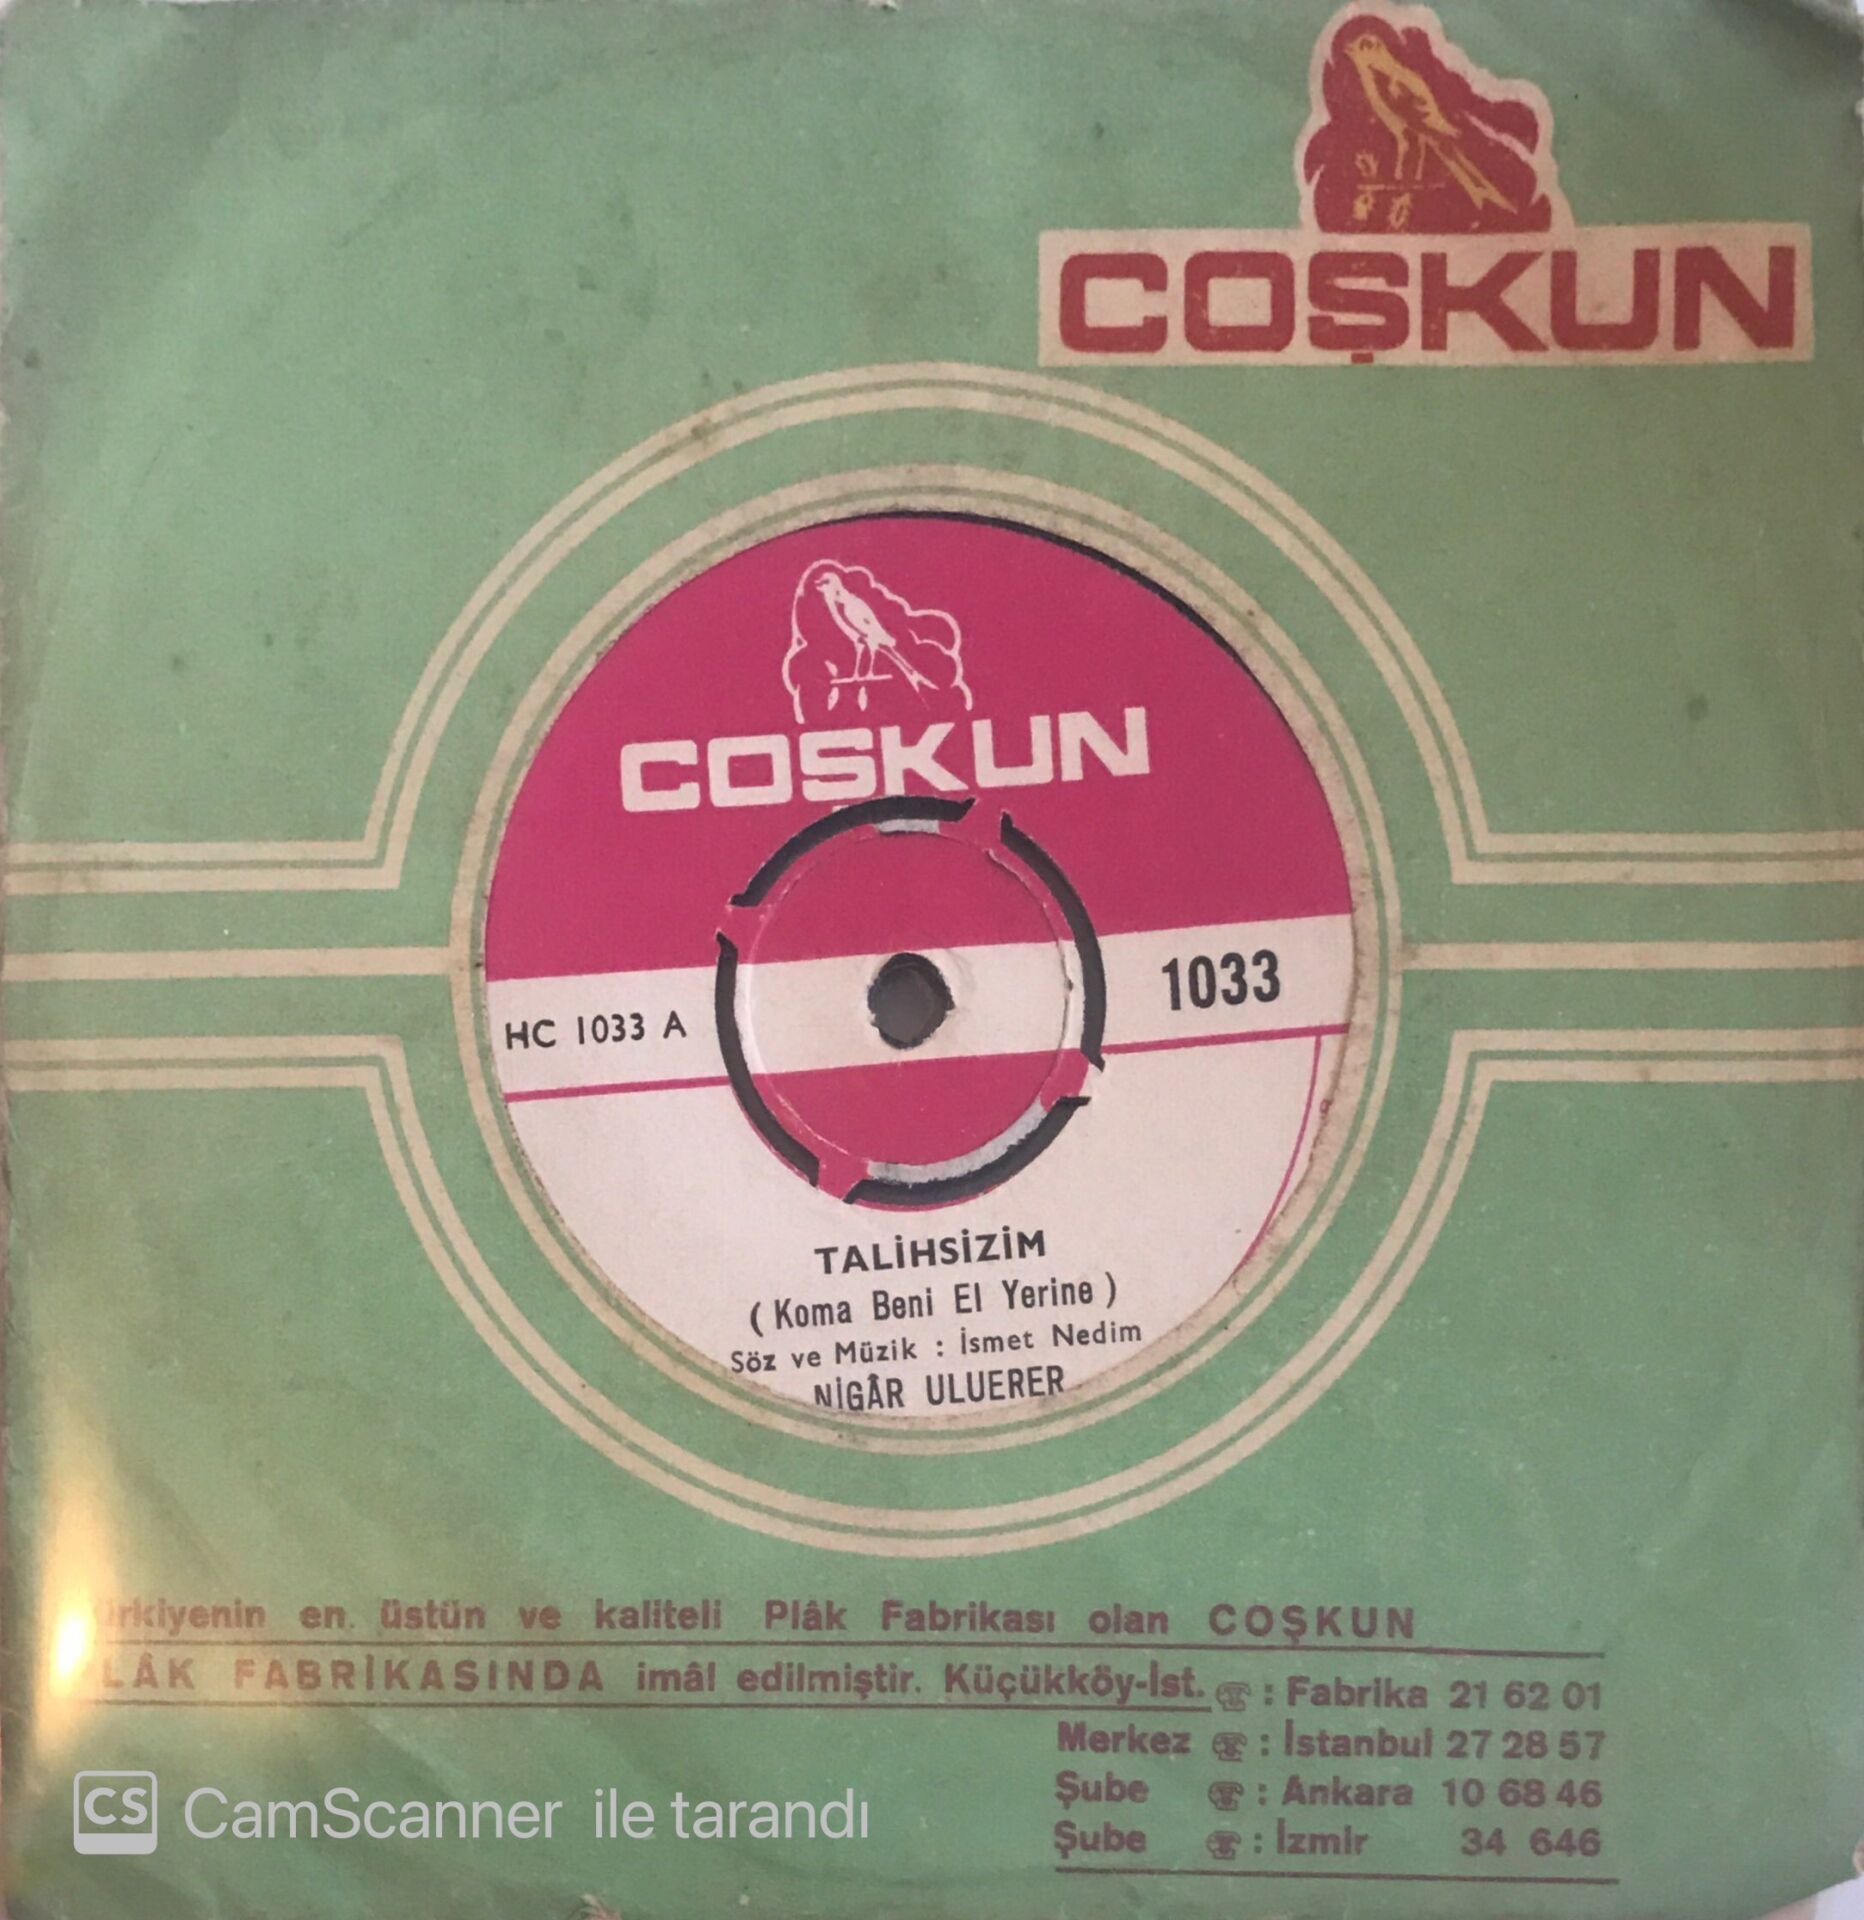 COŞKUN
COŞKUN
HC 1033 A
1033
TALİHSİZİM
( Koma Beni El Yerine )
Söz ve Müzik : İsmet Nedim
NİGÂR ULUERER
en. üstün ve kaliteli Plâk Fabrikası olan COŞKUN
FABRİKASINDA imâl edilmiştir. Küçükköy-İst. ☎ : Fabrika 21 62 01
Merkez ☎ : İstanbul 27 28 57
Şube ☎ : Ankara 10 68 46
Şube ☎ : İzmir 34 646
CS CamScanner ile tarandı